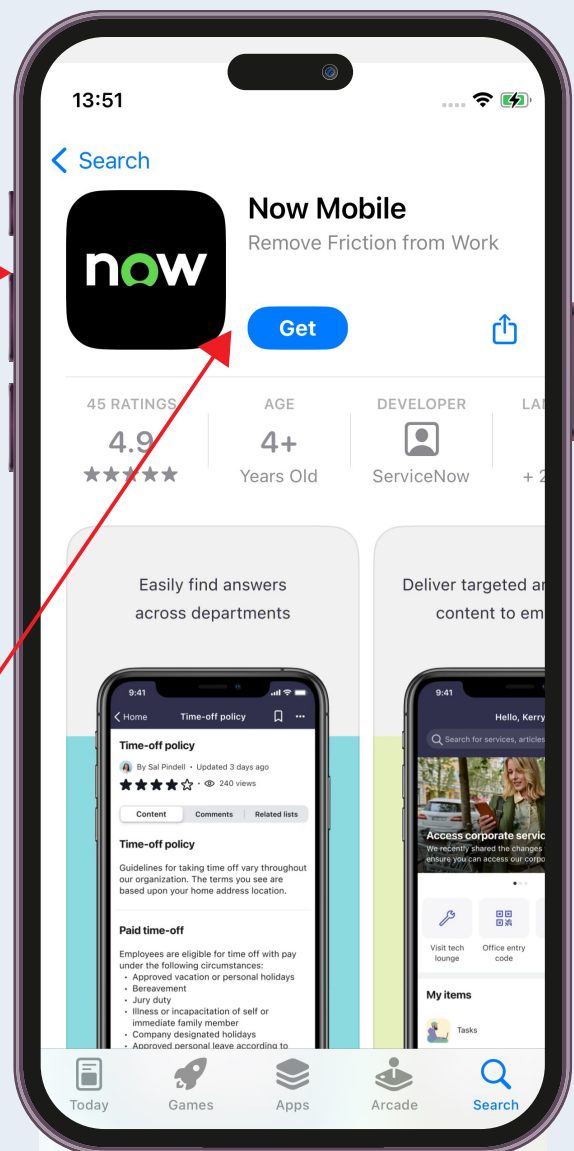 13:51
Search
now
Now Mobile
Remove Friction from Work
Get
45 RATINGS
4.9
AGE
4+
Years Old
DEVELOPER
ServiceNow
+ 2
Easily find answers
across departments
9:41
Home
Time-off policy
Time-off policy
By Sal Pindell • Updated 3 days ago
• 240 views
Content
Comments
Related lists
Time-off policy
Guidelines for taking time off vary throughout
our organization. The terms you see are
based upon your home address location.
Paid time-off
Employees are eligible for time off with pay
under the following circumstances:
• Approved vacation or personal holidays
• Bereavement
• Jury duty
• Illness or incapacitation of self or
immediate family member
• Company designated holidays
• Approved personal leave according to
Deliver targeted
content to
9:41
Hello, Kerry
Search for services, articles
Access corporate
We recently shared the changes
ensure you can access our
Visit tech
lounge
Office entry
code
My items
Tasks
Today
Games
Apps
Arcade
Search